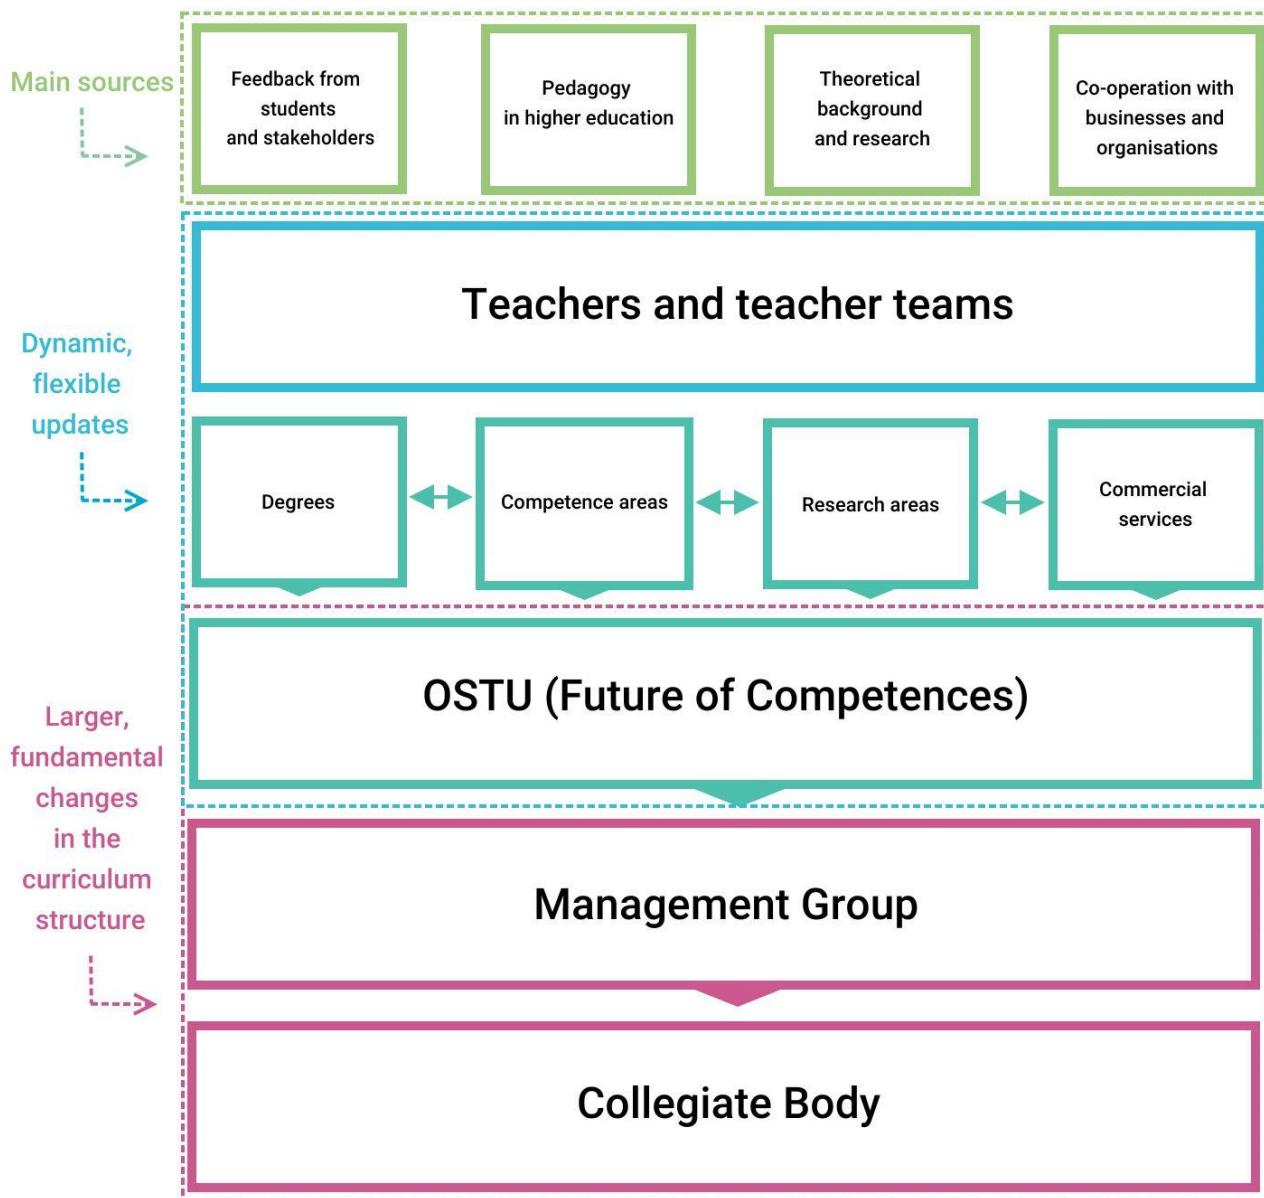 Main sources
Feedback from
students
and stakeholders
Pedagogy
in higher education
Theoretical
background
and research
Co-operation with
businesses and
organisations
Dynamic,
flexible
updates
Teachers and teacher teams
Degrees
Competence areas
Research areas
Commercial
services
Larger,
fundamental
changes
in the
curriculum
structure
OSTU (Future of Competences)
Management Group
Collegiate Body